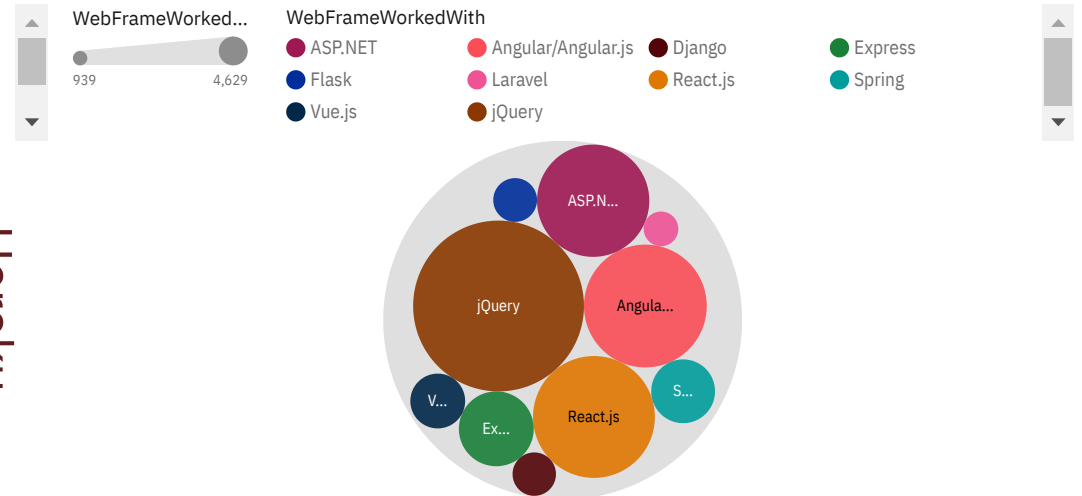 WebFrameWorked...
WebFrameWorkedWith
939
4,629
ASP.NET
Angular/Angular.js
Django
Express
Flask
Laravel
React.js
Spring
Vue.js
jQuery
ASP.N...
jQuery
Angula...
S...
V...
React.js
Ex...